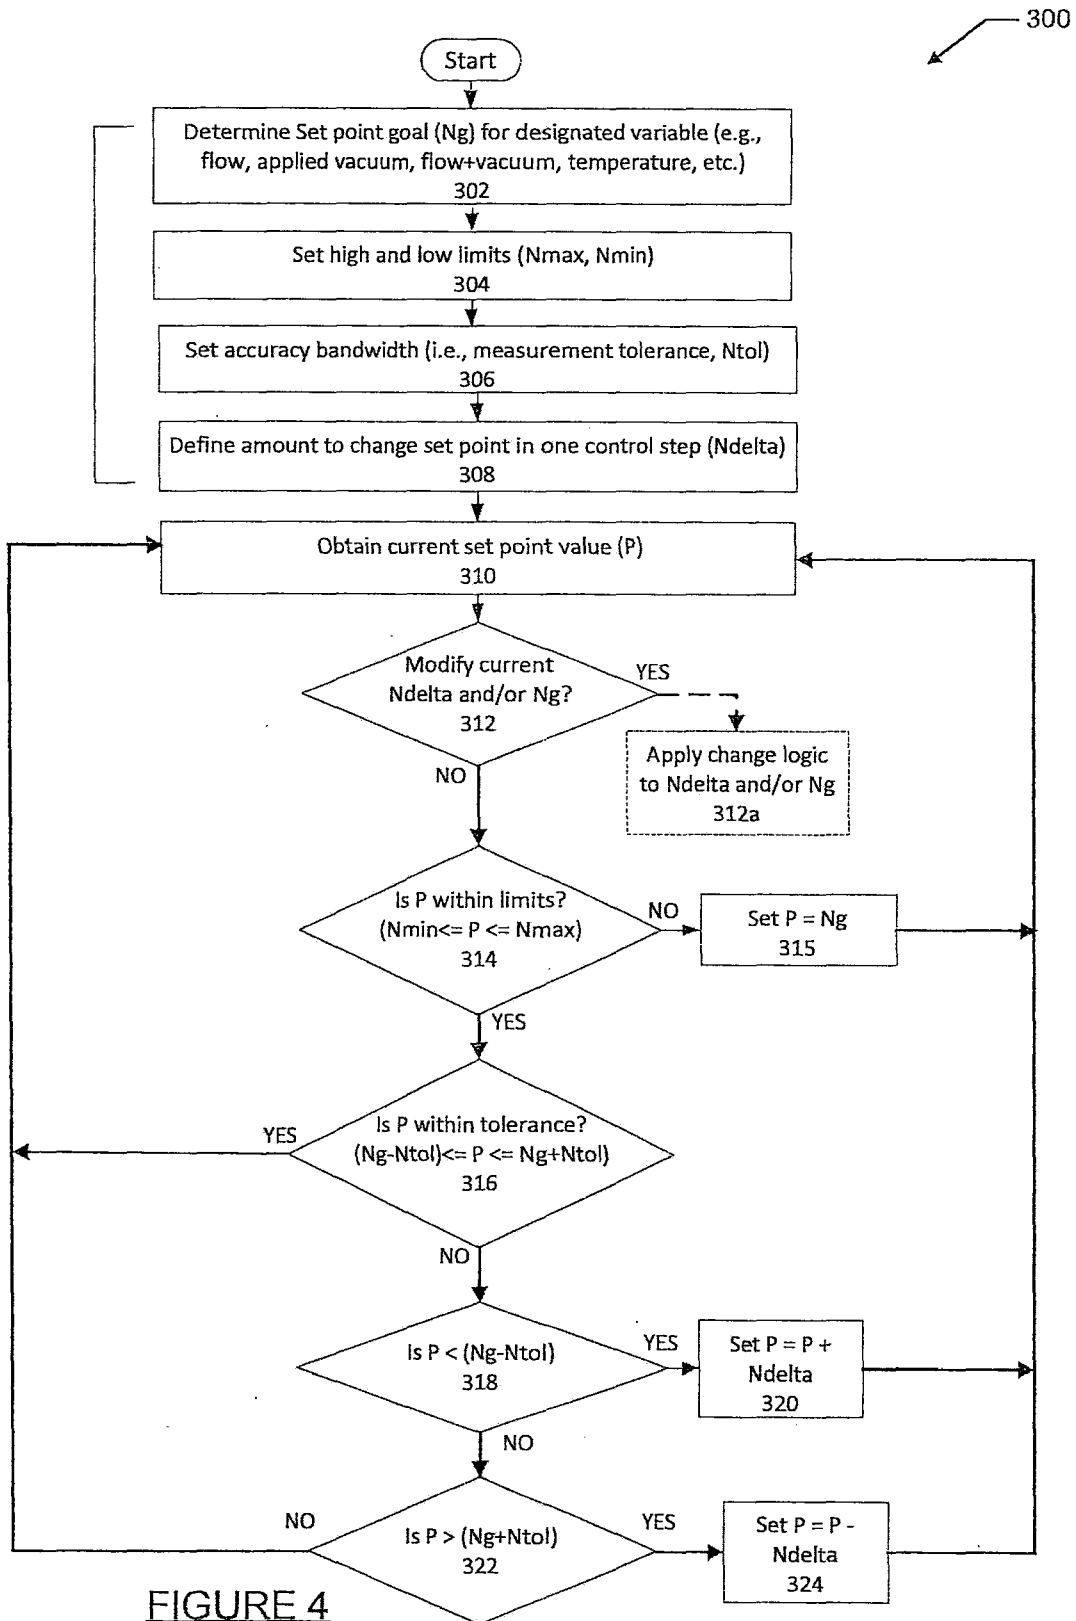 300
Start
Determine Set point goal (Ng) for designated variable (e.g.,
flow, applied vacuum, flow+vacuum, temperature, etc.)
302
Set high and low limits (Nmax, Nmin)
304
Set accuracy bandwidth (i.e., measurement tolerance, Ntol)
306
Define amount to change set point in one control step (Ndelta)
308
Obtain current set point value (P)
310
Modify current
Ndelta and/or Ng?
312
YES
Apply change logic
to Ndelta and/or Ng
312a
NO
Is P within limits?
(Nmin<= P <= Nmax)
314
NO
Set P = Ng
315
YES
Is P within tolerance?
(Ng-Ntol)<= P <= Ng+Ntol)
316
YES
NO
Is P < (Ng-Ntol)
318
YES
Set P = P +
Ndelta
320
NO
Is P > (Ng+Ntol)
322
NO
YES
Set P = P -
Ndelta
324
FIGURE 4